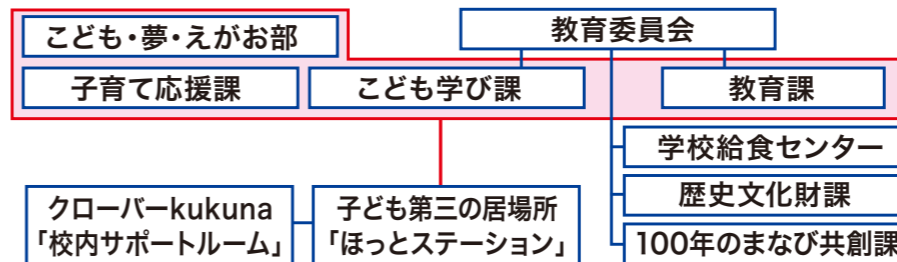 こども・夢・えがお部
教育委員会
子育て応援課
こども学び課
教育課
学校給食センター
歴史文化財課
100年のまなび共創課
クローバーkukuna
「校内サポートルーム」
子ども第三の居場所
「ほっとステーション」